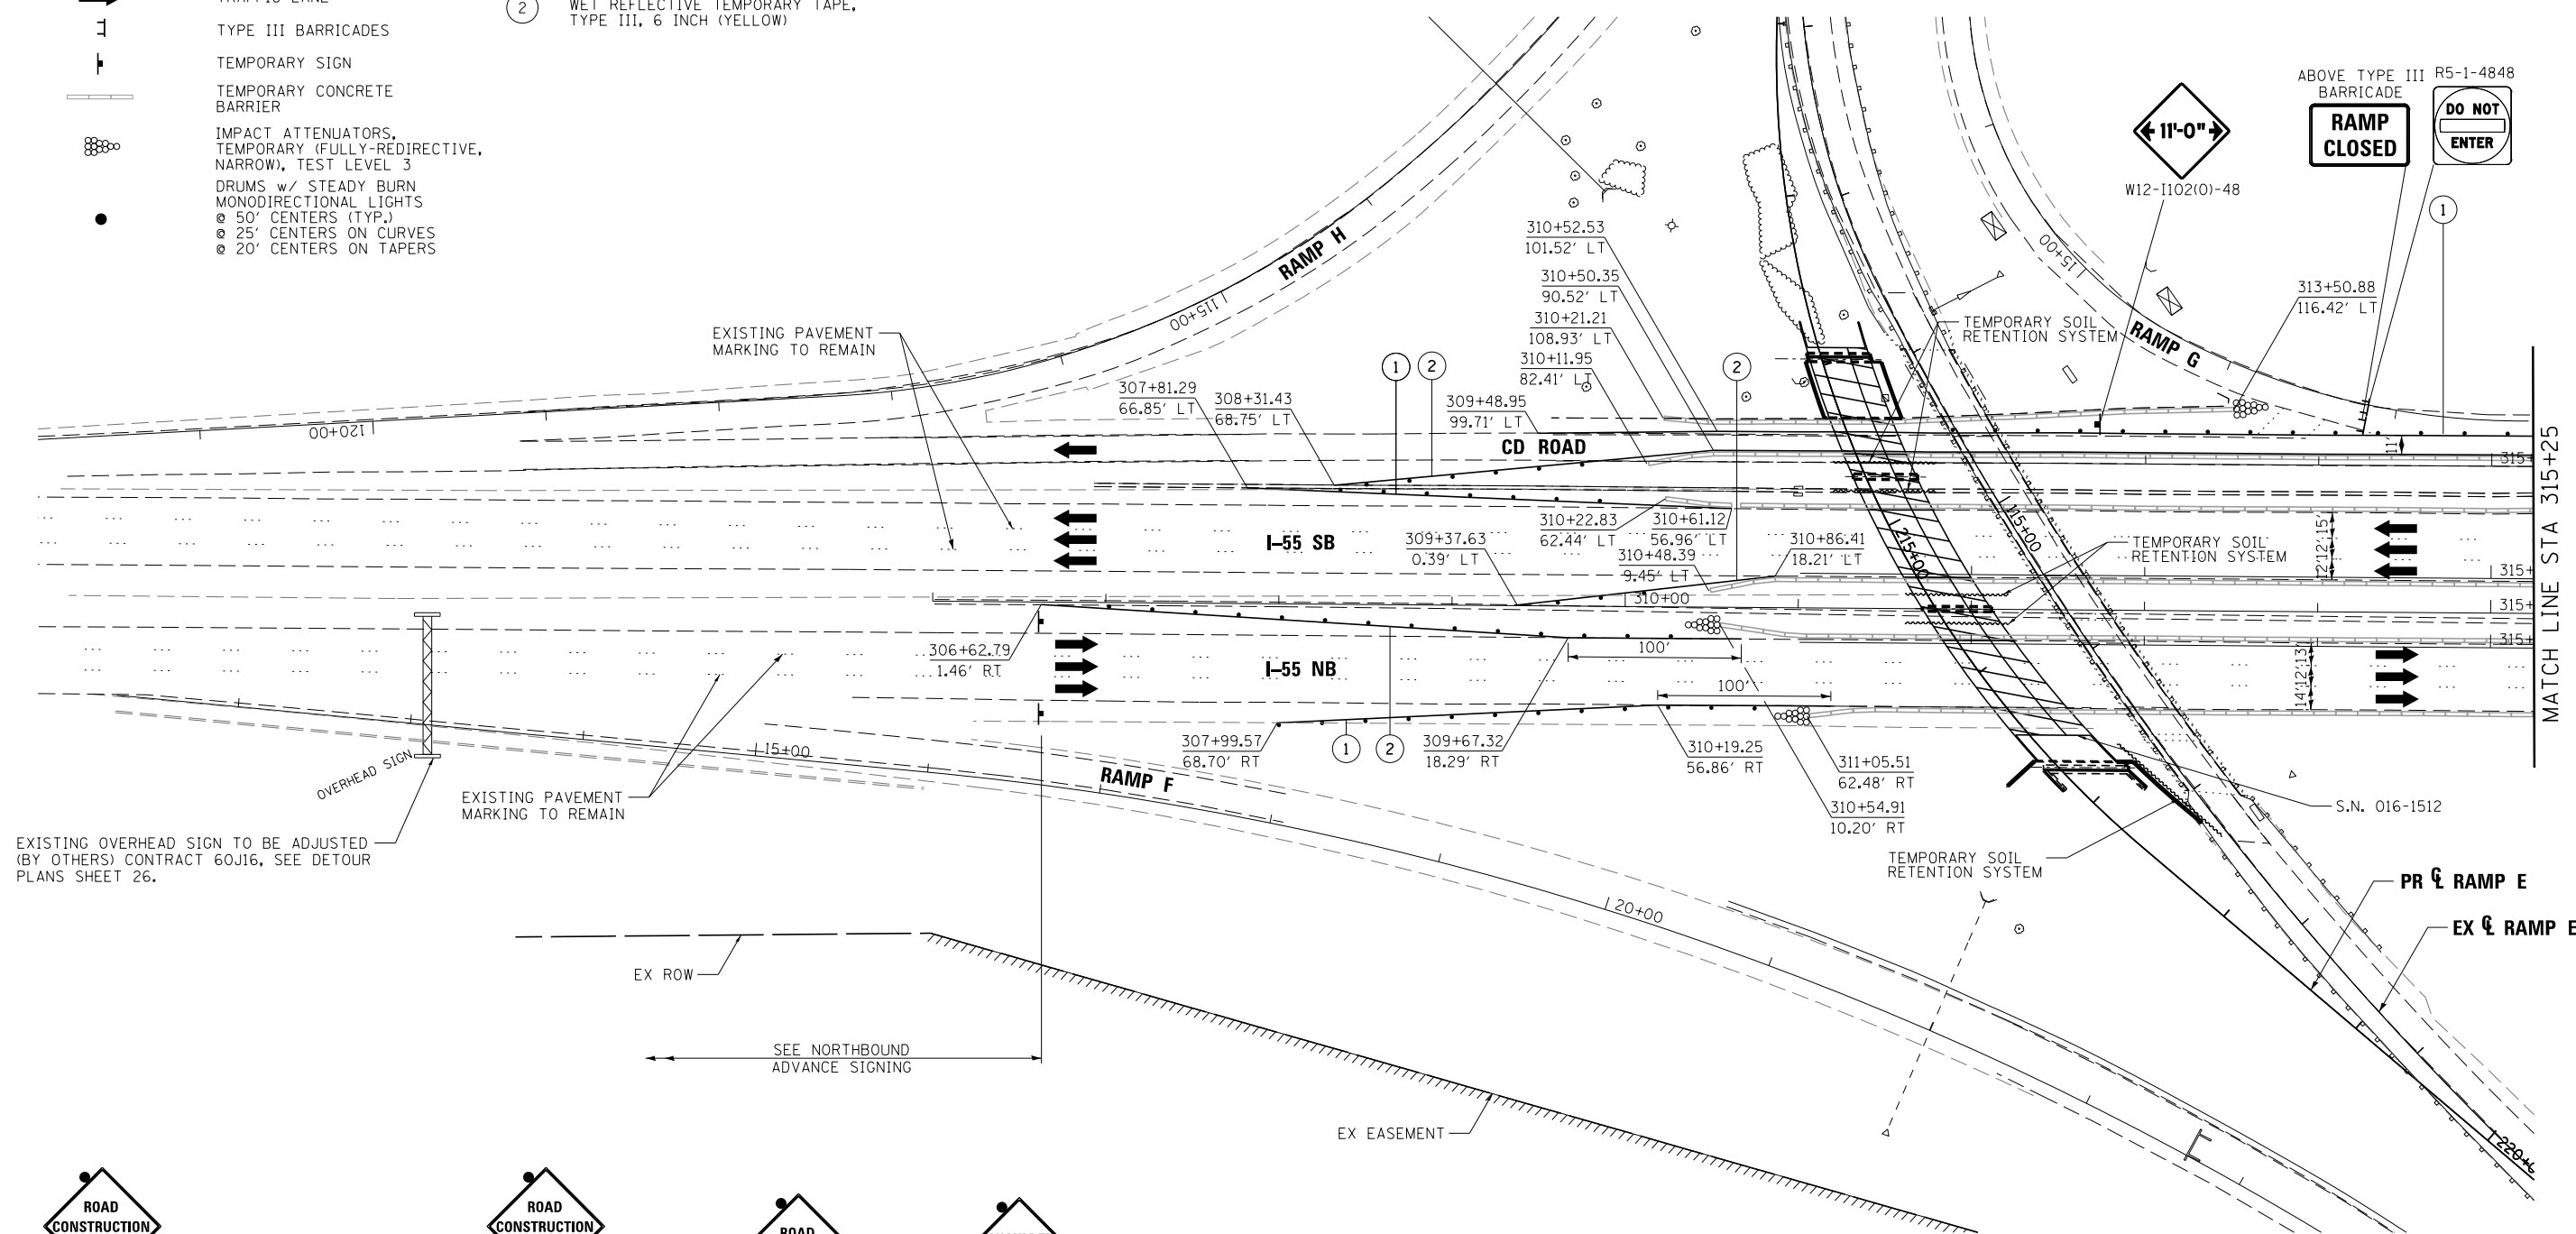 TRAFFIC LANE
TYPE III BARRICADES
TEMPORARY SIGN
TEMPORARY CONCRETE
BARRIER
IMPACT ATTENUATORS,
TEMPORARY (FULLY-REDIRECTIVE,
NARROW), TEST LEVEL 3
DRUMS w/ STEADY BURN
MONODIRECTIONAL LIGHTS
@ 50' CENTERS (TYP.)
@ 25' CENTERS ON CURVES
@ 20' CENTERS ON TAPERS
2
WET REFLECTIVE TEMPORARY TAPE,
TYPE III, 6 INCH (YELLOW)
11'-0"
W12-I102(O)-48
ABOVE TYPE III
BARRICADE
RAMP
CLOSED
R5-1-4848
DO NOT
ENTER
1
RAMP H
115+00
120+00
15+00
RAMP G
313+50.88
116.42' LT
310+52.53
101.52' LT
310+50.35
90.52' LT
310+21.21
108.93' LT
310+11.95
82.41' LT
TEMPORARY SOIL
RETENTION SYSTEM
EXISTING PAVEMENT
MARKING TO REMAIN
307+81.29
66.85' LT
308+31.43
68.75' LT
1
2
309+48.95
99.71' LT
2
CD ROAD
11'
315+
MATCH LINE STA 315+25
I-55 SB
310+22.83
62.44' LT
310+61.12
56.96' LT
309+37.63
0.39' LT
310+48.39
9.45' LT
310+86.41
18.21' LT
310+00
215+00
115+00
TEMPORARY SOIL
RETENTION SYSTEM
12'12'15'
315+
315+
315+
306+62.79
1.46' RT
I-55 NB
100'
100'
14'12'13'
307+99.57
68.70' RT
1
2
309+67.32
18.29' RT
310+19.25
56.86' RT
311+05.51
62.48' RT
310+54.91
10.20' RT
S.N. 016-1512
15+00
RAMP F
OVERHEAD SIGN
EXISTING PAVEMENT
MARKING TO REMAIN
EXISTING OVERHEAD SIGN TO BE ADJUSTED
(BY OTHERS) CONTRACT 60J16, SEE DETOUR
PLANS SHEET 26.
TEMPORARY SOIL
RETENTION SYSTEM
PR ℄ RAMP E
EX ℄ RAMP E
20+00
EX ROW
SEE NORTHBOUND
ADVANCE SIGNING
EX EASEMENT
ROAD
CONSTRUCTION
ROAD
CONSTRUCTION
ROAD